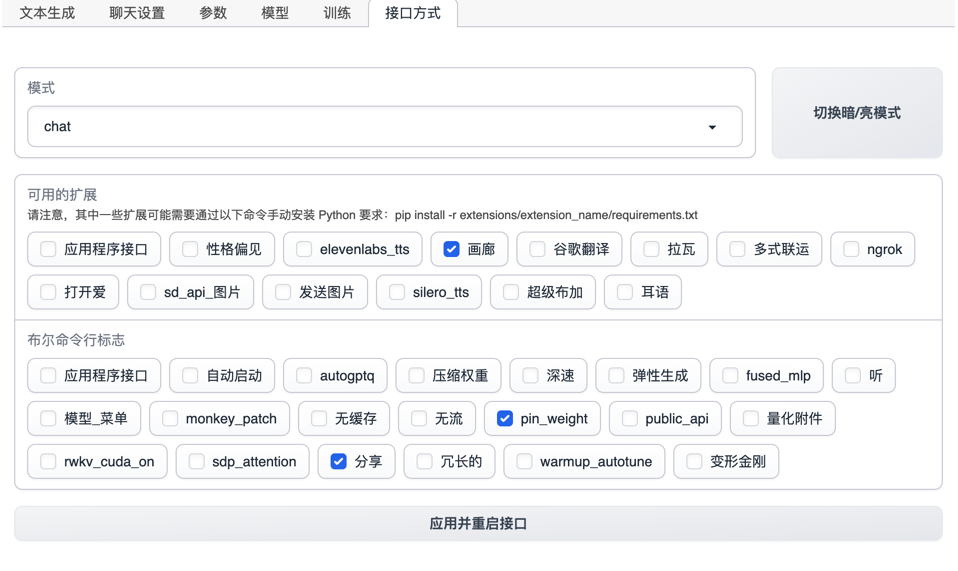 文本生成 聊天设置 参数 模型 训练 接口方式
模式
chat
切换暗/亮模式
可用的扩展
请注意，其中一些扩展可能需要通过以下命令手动安装 Python 要求：pip install -r extensions/extension_name/requirements.txt
应用程序接口 性格偏见 elevenlabs_tts 画廊 谷歌翻译 拉瓦 多式联运 ngrok
打开爱 sd_api_图片 发送图片 silero_tts 超级布加 耳语
布尔命令行标志
应用程序接口 自动启动 autogptq 压缩权重 深速 弹性生成 fused_mlp 听
模型_菜单 monkey_patch 无缓存 无流 pin_weight public_api 量化附件
rwkv_cuda_on sdp_attention 分享 冗长的 warmup_autotune 变形金刚
应用并重启接口